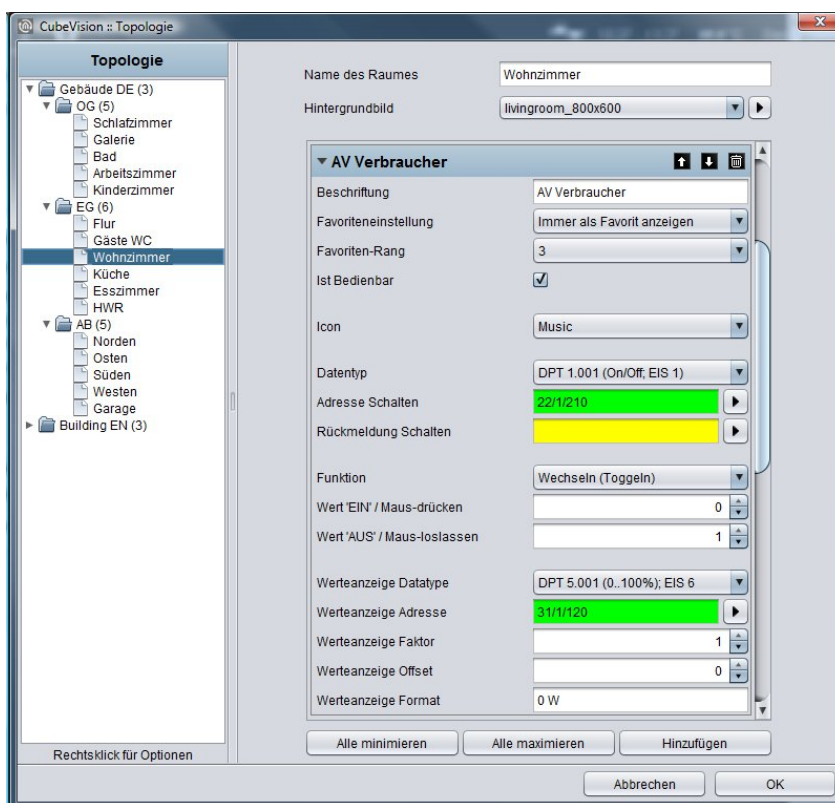 CubeVision :: Topologie
Topologie
Gebäude DE (3)
OG (5)
Schlafzimmer
Galerie
Bad
Arbeitszimmer
Kinderzimmer
EG (6)
Flur
Gäste WC
Wohnzimmer
Küche
Esszimmer
HWR
AB (5)
Norden
Osten
Süden
Westen
Garage
Building EN (3)
Rechtsklick für Optionen
Name des Raumes Wohnzimmer
Hintergrundbild livingroom_800x600
AV Verbraucher
Beschriftung AV Verbraucher
Favoriteneinstellung Immer als Favorit anzeigen
Favoriten-Rang 3
Ist Bedienbar
Icon Music
Datentyp DPT 1.001 (On/Off; EIS 1)
Adresse Schalten 22/1/210
Rückmeldung Schalten
Funktion Wechseln (Toggeln)
Wert 'EIN' / Maus-drücken 0
Wert 'AUS' / Maus-loslassen 1
Werteanzeige Datatype DPT 5.001 (0..100%); EIS 6
Werteanzeige Adresse 31/1/120
Werteanzeige Faktor 1
Werteanzeige Offset 0
Werteanzeige Format 0 W
Alle minimieren Alle maximieren Hinzufügen
Abbrechen OK